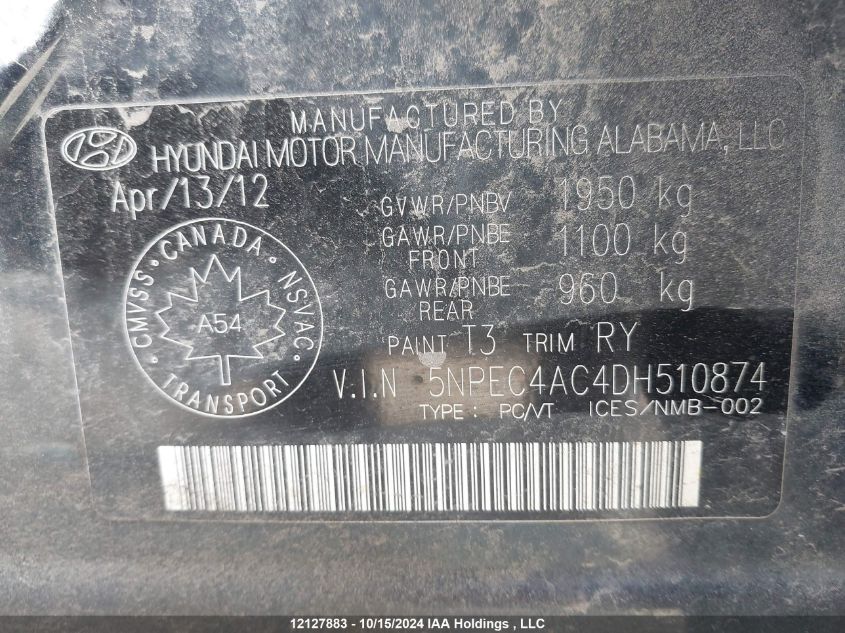 MANUFACTURED BY
HYUNDAI MOTOR MANUFACTURING ALABAMA, LLC
Apr/13/12
GVWR/PNBV 1950 kg
GAWR/PNBE FRONT 1100 kg
GAWR/PNBE REAR 960 kg
CANADA
CMVSS NSVAC
A54
TRANSPORT
PAINT T3 TRIM RY
V.I.N 5NPEC4AC4DH510874
TYPE : PC/VT ICES/NMB-002
12127883 - 10/15/2024 IAA Holdings , LLC